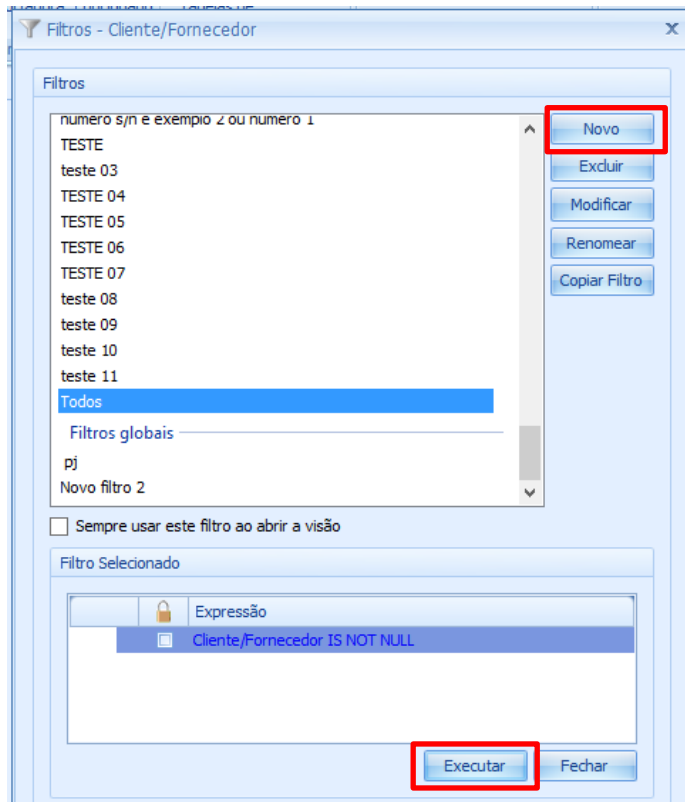 Filtros - Cliente/Fornecedor
x
Filtros
numero s/n e exemplo 2 ou numero 1
Novo
TESTE
teste 03
Excluir
TESTE 04
Modificar
TESTE 05
TESTE 06
Renomear
TESTE 07
Copiar Filtro
teste 08
teste 09
teste 10
teste 11
Todos
Filtros globais
pj
Novo filtro 2
Sempre usar este filtro ao abrir a visão
Filtro Selecionado
Expressão
Cliente/Fornecedor IS NOT NULL
Executar
Fechar